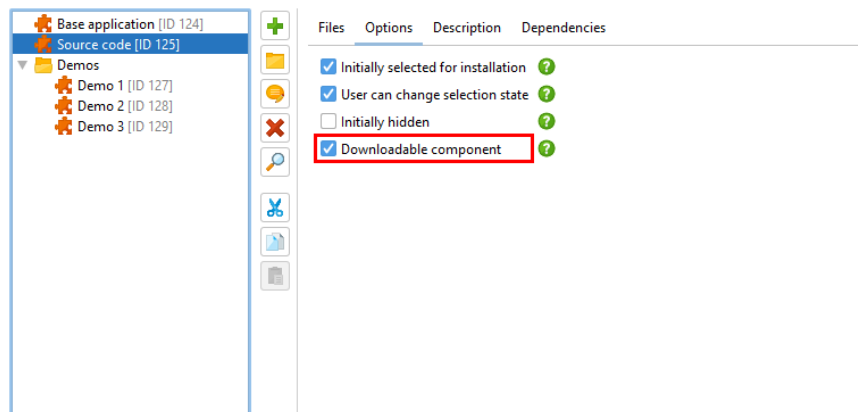 Base application [ID 124]
Source code [ID 125]
Demos
Demo 1 [ID 127]
Demo 2 [ID 128]
Demo 3 [ID 129]
Files Options Description Dependencies
Initially selected for installation ?
User can change selection state ?
Initially hidden ?
Downloadable component ?